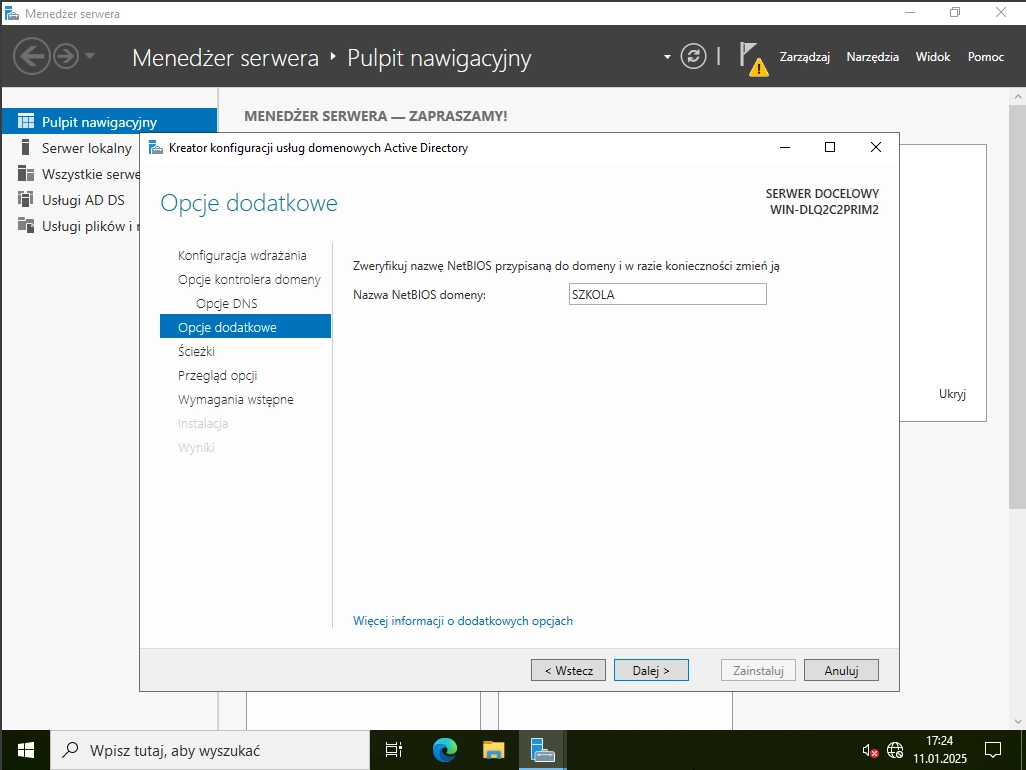 Menedżer serwera
Menedżer serwera ‣ Pulpit nawigacyjny
Zarządzaj Narzędzia Widok Pomoc
Pulpit nawigacyjny
Serwer lokalny
Wszystkie serwe
Usługi AD DS
Usługi plików i
MENEDŻER SERWERA — ZAPRASZAMY!
Ukryj
Kreator konfiguracji usług domenowych Active Directory
Opcje dodatkowe
SERWER DOCELOWY
WIN-DLQ2C2PRIM2
Konfiguracja wdrażania
Opcje kontrolera domeny
Opcje DNS
Opcje dodatkowe
Ścieżki
Przegląd opcji
Wymagania wstępne
Instalacja
Wyniki
Zweryfikuj nazwę NetBIOS przypisaną do domeny i w razie konieczności zmień ją
Nazwa NetBIOS domeny: SZKOLA
Więcej informacji o dodatkowych opcjach
< Wstecz Dalej > Zainstaluj Anuluj
Wpisz tutaj, aby wyszukać
17:24
11.01.2025